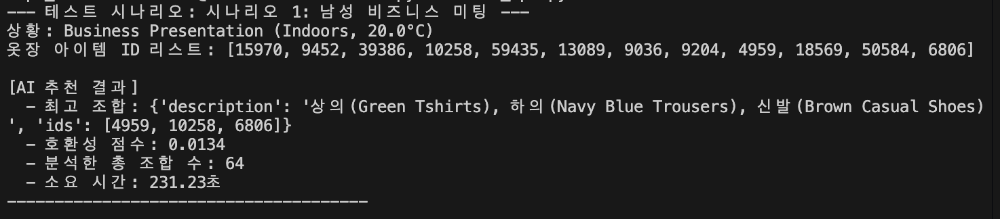 --- 테스트 시나리오: 시나리오 1: 남성 비즈니스 미팅 ---
상황: Business Presentation (Indoors, 20.0°C)
옷장 아이템 ID 리스트: [15970, 9452, 39386, 10258, 59435, 13089, 9036, 9204, 4959, 18569, 50584, 6806]
[AI 추천 결과]
- 최고 조합: {'description': '상의(Green Tshirts), 하의(Navy Blue Trousers), 신발(Brown Casual Shoes)
', 'ids': [4959, 10258, 6806]}
- 호환성 점수: 0.0134
- 분석한 총 조합 수: 64
- 소요 시간: 231.23초
--------------------------------------